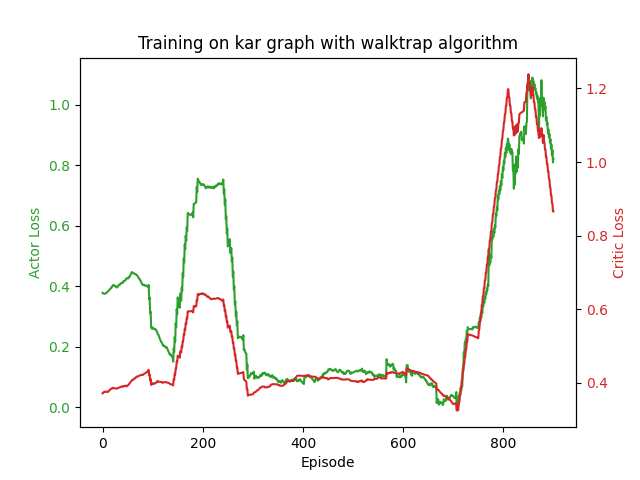 Training on kar graph with walktrap algorithm
1.0
0.8
0.6
0.4
0.2
0.0
Actor Loss
1.2
1.0
0.8
0.6
0.4
Critic Loss
0 200 400 600 800
Episode